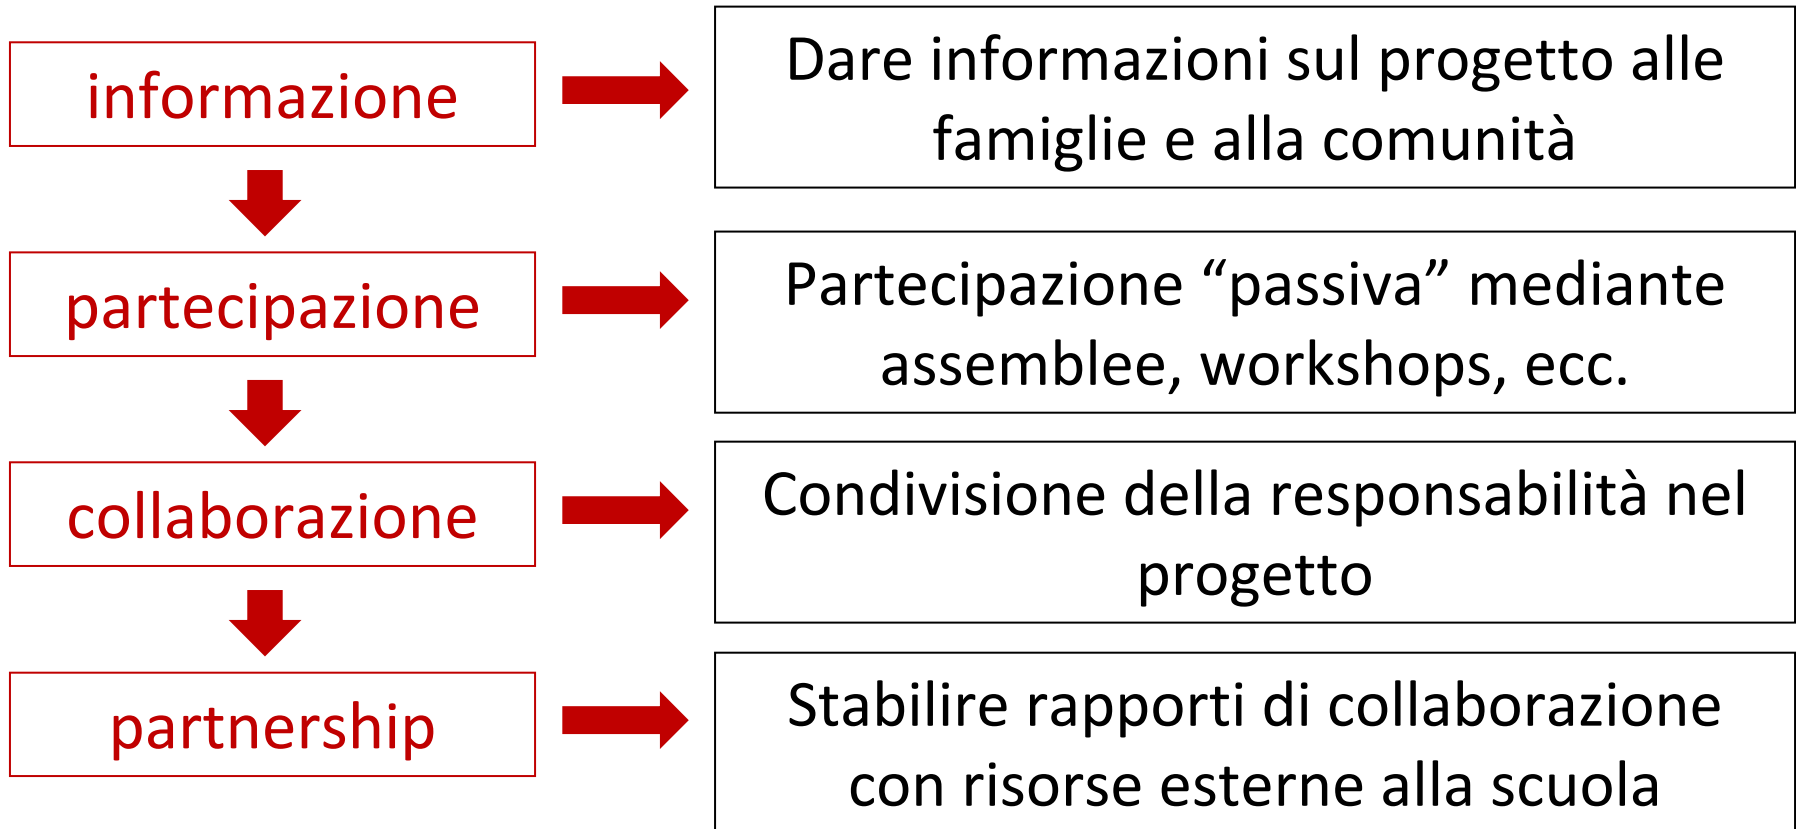 informazione
Dare informazioni sul progetto alle
famiglie e alla comunità
partecipazione
Partecipazione “passiva” mediante
assemblee, workshops, ecc.
collaborazione
Condivisione della responsabilità nel
progetto
partnership
Stabilire rapporti di collaborazione
con risorse esterne alla scuola